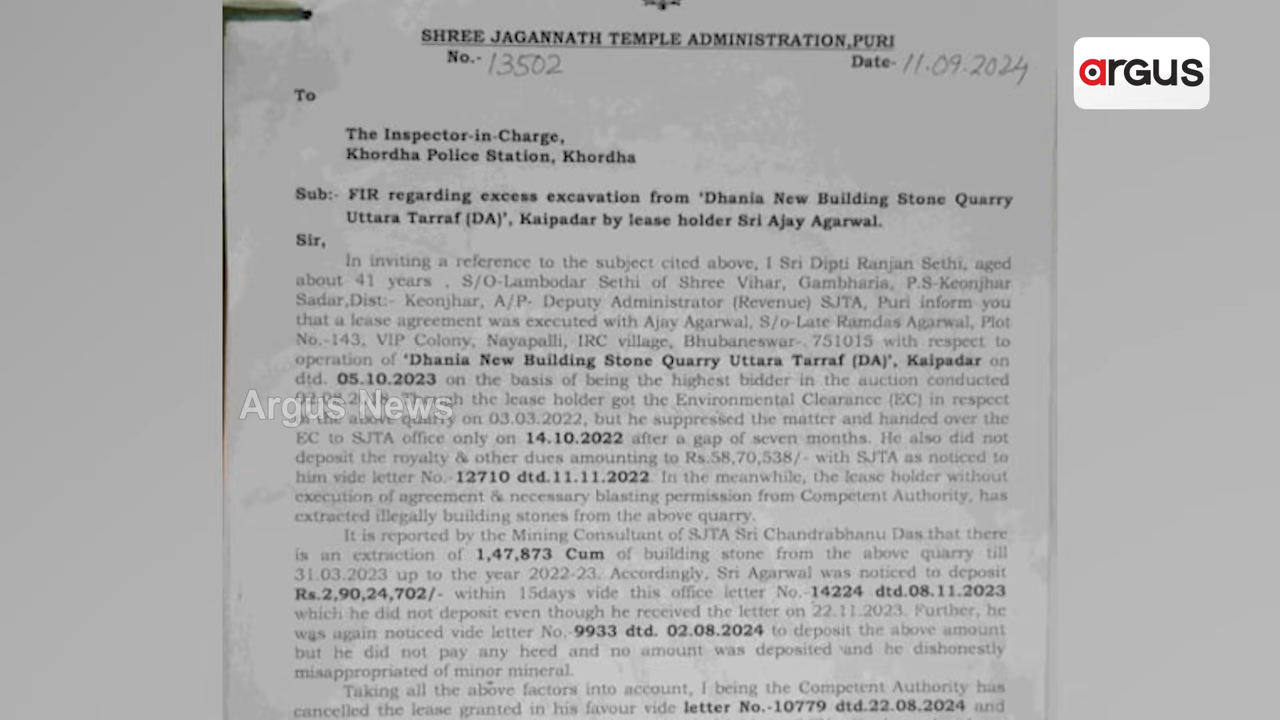 SHREE JAGANNATH TEMPLE ADMINISTRATION,PURI
No.- 13502 Date- 11.09.2024
argus
To
The Inspector-in-Charge,
Khordha Police Station, Khordha
Sub:- FIR regarding excess excavation from 'Dhania New Building Stone Quarry
Uttara Tarraf (DA)', Kaipadar by lease holder Sri Ajay Agarwal.
Sir,
In inviting a reference to the subject cited above, I Sri Dipti Ranjan Sethi, aged
about 41 years , S/O-Lambodar Sethi of Shree Vihar, Gambharia, P.S-Keonjhar
Sadar,Dist:- Keonjhar, A/P- Deputy Administrator (Revenue) SJTA, Puri inform you
that a lease agreement was executed with Ajay Agarwal, S/o-Late Ramdas Agarwal, Plot
No.-143, VIP Colony, Nayapalli, IRC village, Bhubaneswar-. 751015 with respect to
operation of 'Dhania New Building Stone Quarry Uttara Tarraf (DA)', Kaipadar on
dtd. 05.10.2023 on the basis of being the highest bidder in the auction conducted
the lease holder got the Environmental Clearance (EC) in respect
Argus News
the above quarry on 03.03.2022, but he suppressed the matter and handed over the
EC to SJTA office only on 14.10.2022 after a gap of seven months. He also did not
deposit the royalty & other dues amounting to Rs.58,70,538/- with SJTA as noticed to
him vide letter No.-12710 dtd.11.11.2022. In the meanwhile, the lease holder without
execution of agreement & necessary blasting permission from Competent Authority, has
extracted illegally building stones from the above quarry.
It is reported by the Mining Consultant of SJTA Sri Chandrabhanu Das that there
is an extraction of 1,47,873 Cum of building stone from the above quarry till
31.03.2023 up to the year 2022-23. Accordingly, Sri Agarwal was noticed to deposit
Rs.2,90,24,702/- within 15days vide this office letter No.-14224 dtd.08.11.2023
which he did not deposit even though he received the letter on 22.11.2023. Further, he
was again noticed vide letter No.-9933 dtd. 02.08.2024 to deposit the above amount
but he did not pay any heed and no amount was deposited and he dishonestly
misappropriated of minor mineral.
Taking all the above factors into account, I being the Competent Authority has
cancelled the lease granted in his favour vide letter No.-10779 dtd.22.08.2024 and